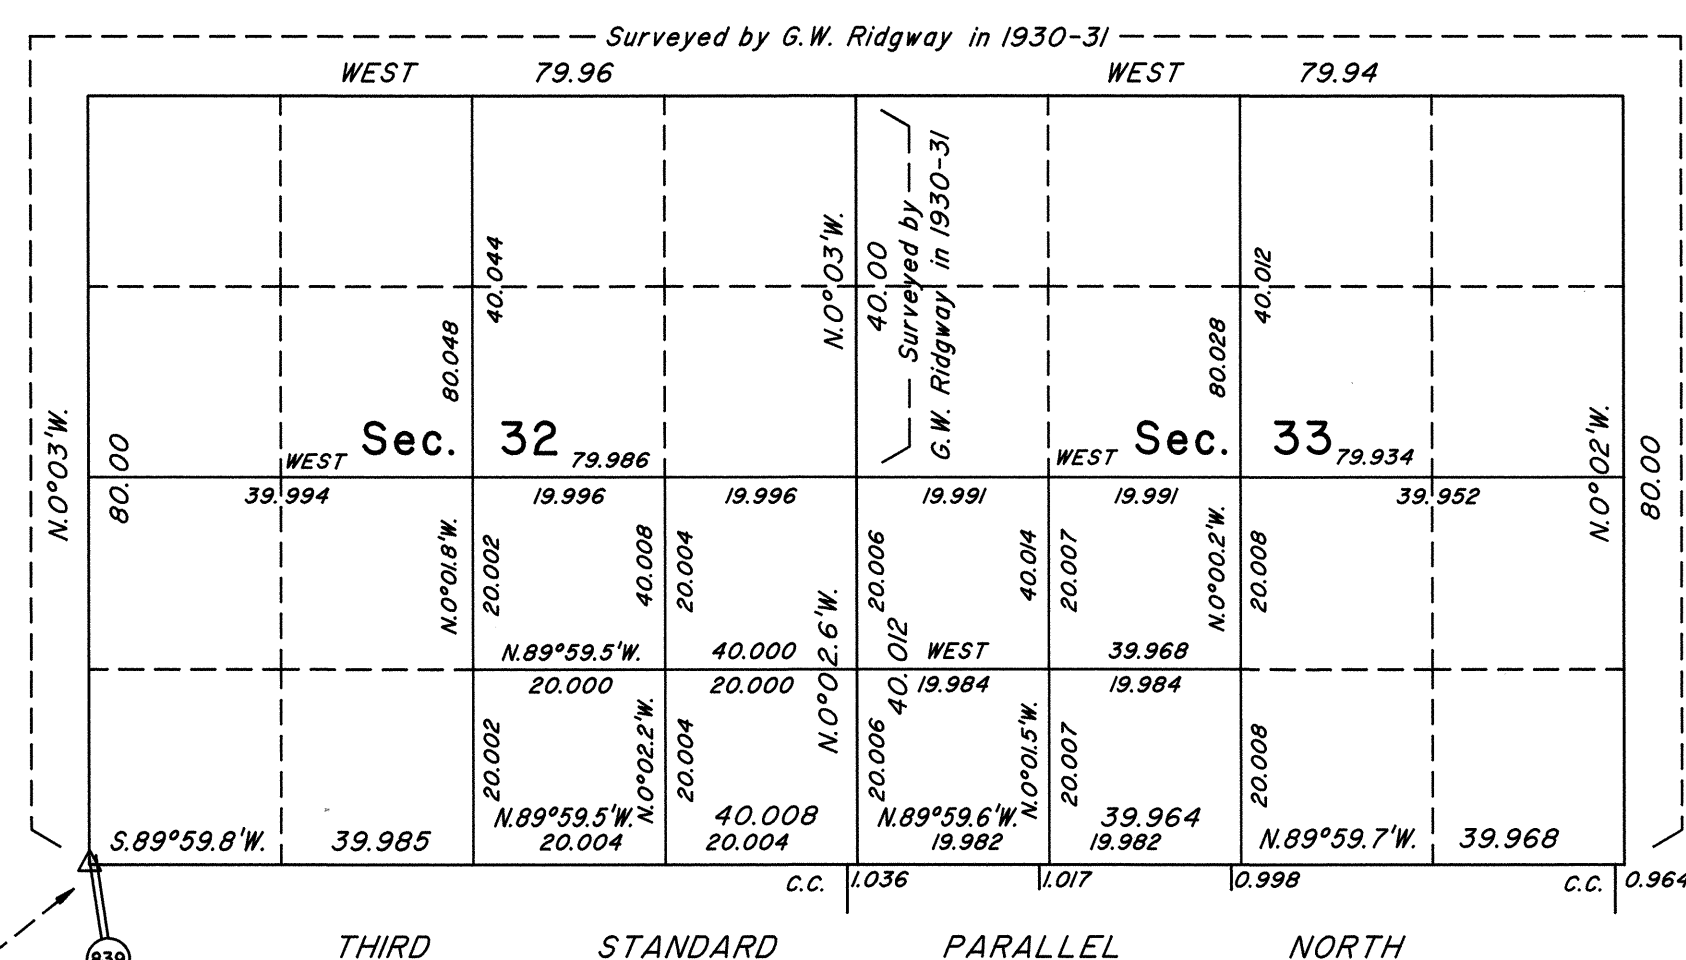 Surveyed by G.W. Ridgway in 1930-31
WEST 79.96 WEST 79.94
N.0°03'W.
80.00
40.044
80.048
N.0°03'W.
40.00
Surveyed by
G.W. Ridgway in 1930-31
40.012
80.028
N.0°02'W.
80.00
Sec. 32
Sec. 33
WEST 79.986
WEST 79.934
39.994 19.996 19.996 19.991 19.991 39.952
N.0°01.8'W.
20.002
40.008
20.004
20.006
40.014
20.007
N.0°00.2'W.
20.008
N.89°59.5'W. 40.000
WEST 39.968
20.000 20.000
19.984 19.984
N.0°02.6'W.
40.012
20.002
N.0°02.2'W.
20.004
20.006
N.0°01.5'W.
20.007
20.008
S.89°59.8'W. 39.985
N.89°59.5'W. 40.008
20.004 20.004
N.89°59.6'W. 39.964
19.982 19.982
N.89°59.7'W. 39.968
C.C. 1.036 1.017 0.998 C.C. 0.964
THIRD STANDARD PARALLEL NORTH
839